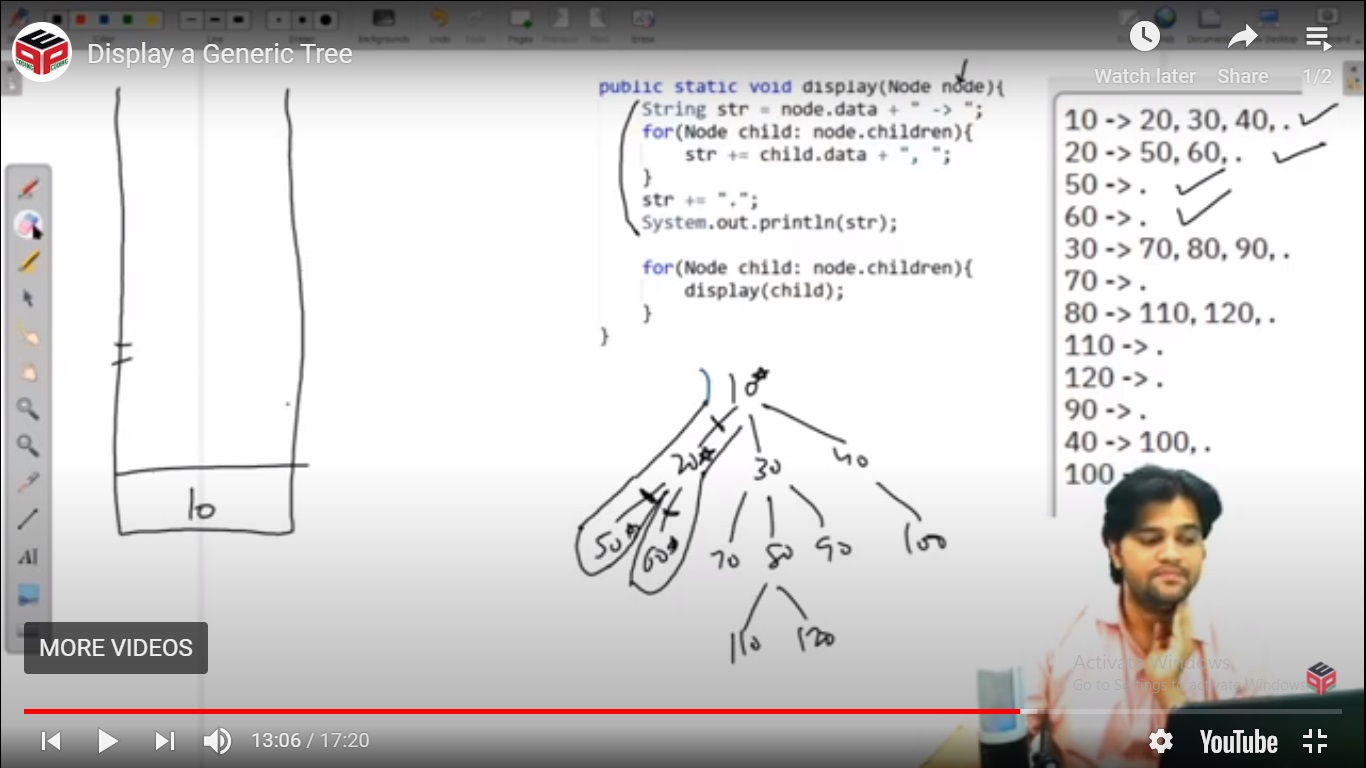 Display a Generic Tree
Watch later Share 1/2
public static void display(Node node){
String str = node.data + " -> ";
for(Node child: node.children){
str += child.data + ", ";
}
str += ".";
System.out.println(str);
for(Node child: node.children){
display(child);
}
}
10 -> 20, 30, 40, .
20 -> 50, 60, .
50 -> .
60 -> .
30 -> 70, 80, 90, .
70 -> .
80 -> 110, 120, .
110 -> .
120 -> .
90 -> .
40 -> 100, .
100
10
10
20 30 40
50 60 70 80 90 100
110 120
AI
MORE VIDEOS
Activate Windows
Go to Settings to activate Windows.
13:06 / 17:20
YouTube